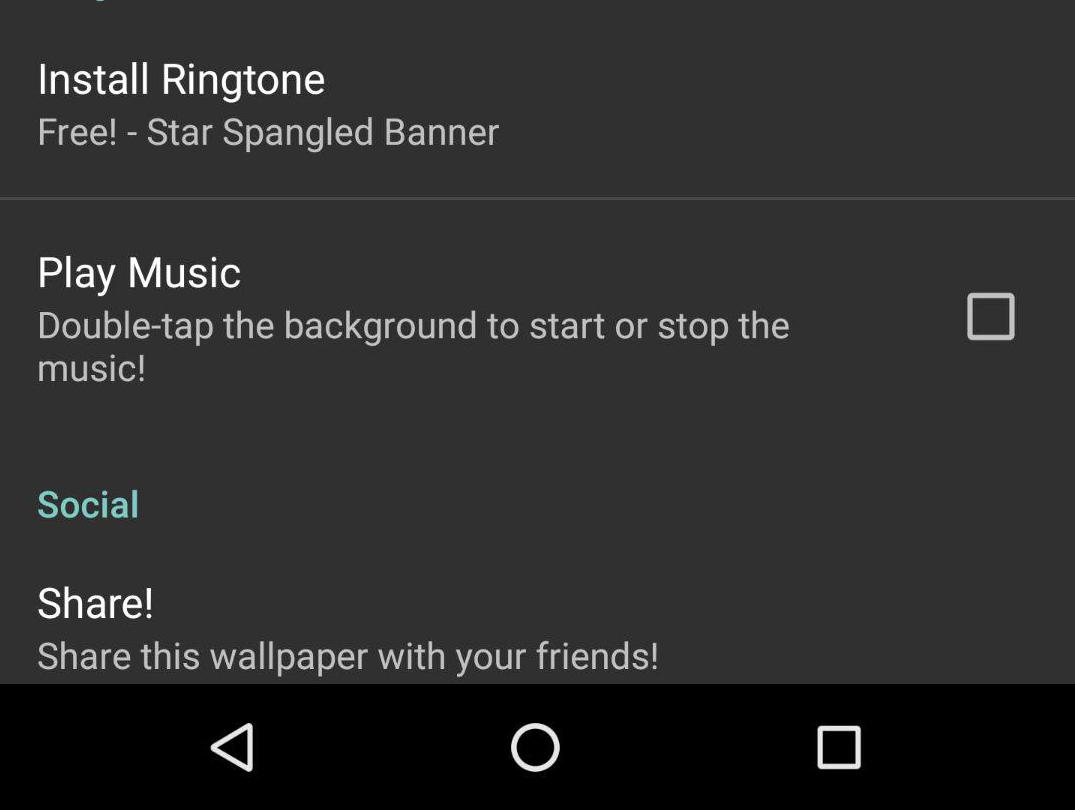 Install Ringtone
Free! - Star Spangled Banner
Play Music
Double-tap the background to start or stop the
music!
Social
Share!
Share this wallpaper with your friends!